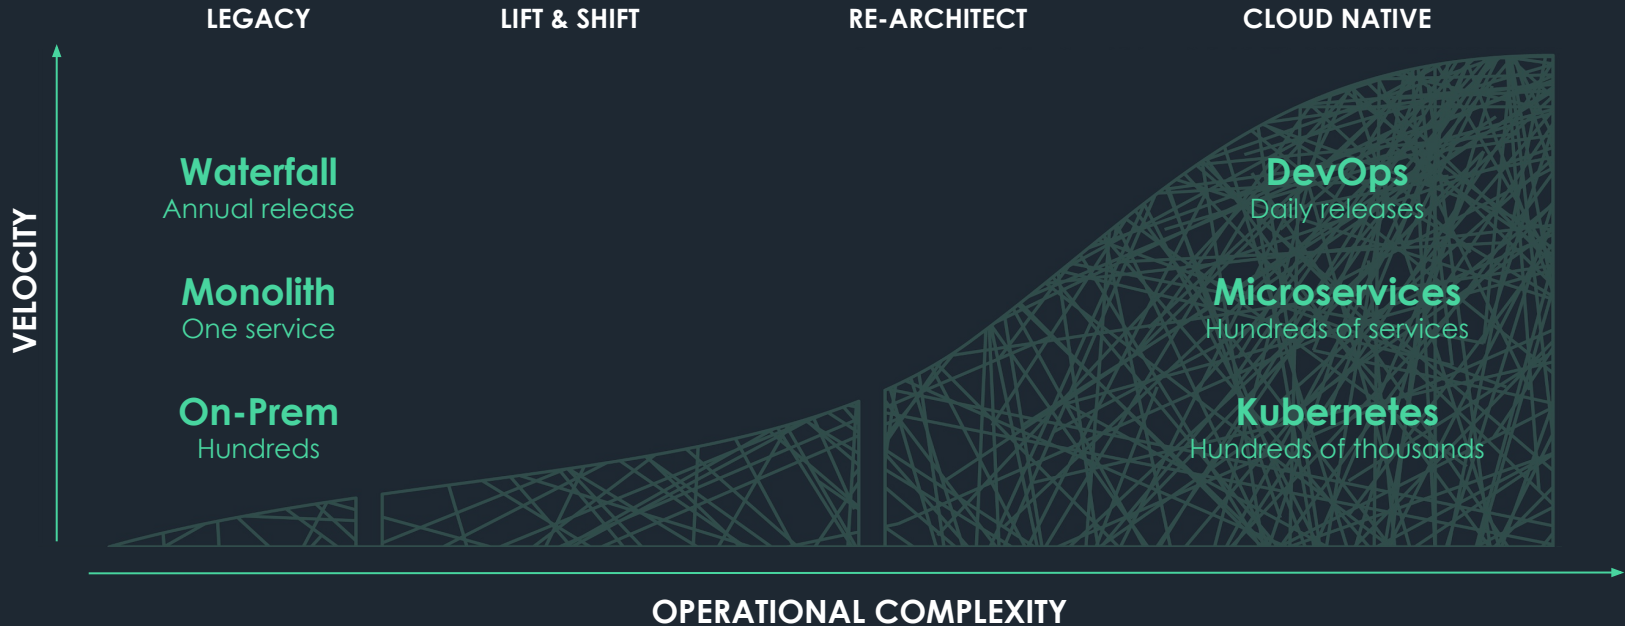 LEGACY
LIFT & SHIFT
RE-ARCHITECT
CLOUD NATIVE
VELOCITY
Waterfall
Annual release
Monolith
One service
On-Prem
Hundreds
DevOps
Daily releases
Microservices
Hundreds of services
Kubernetes
Hundreds of thousands
OPERATIONAL COMPLEXITY